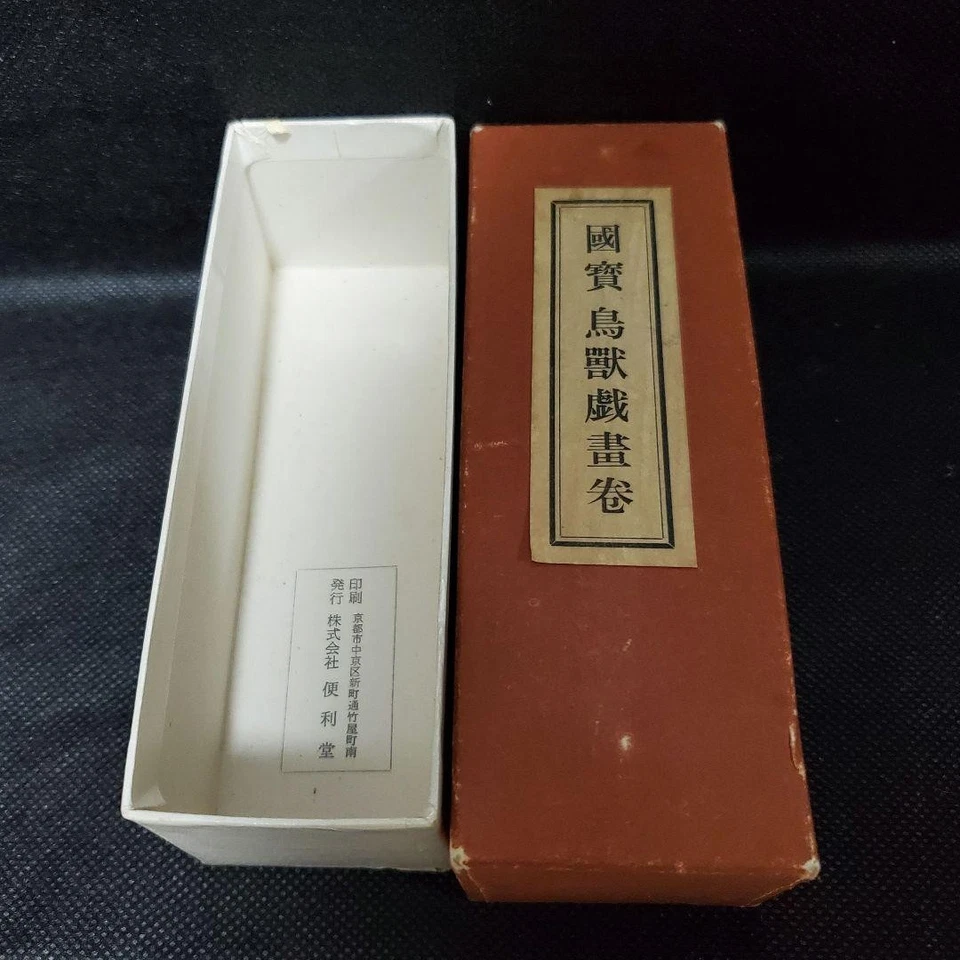 國寶鳥獸戯畫卷
印刷 京都市中京区新町通竹屋町南
発行 株式会社 便利堂